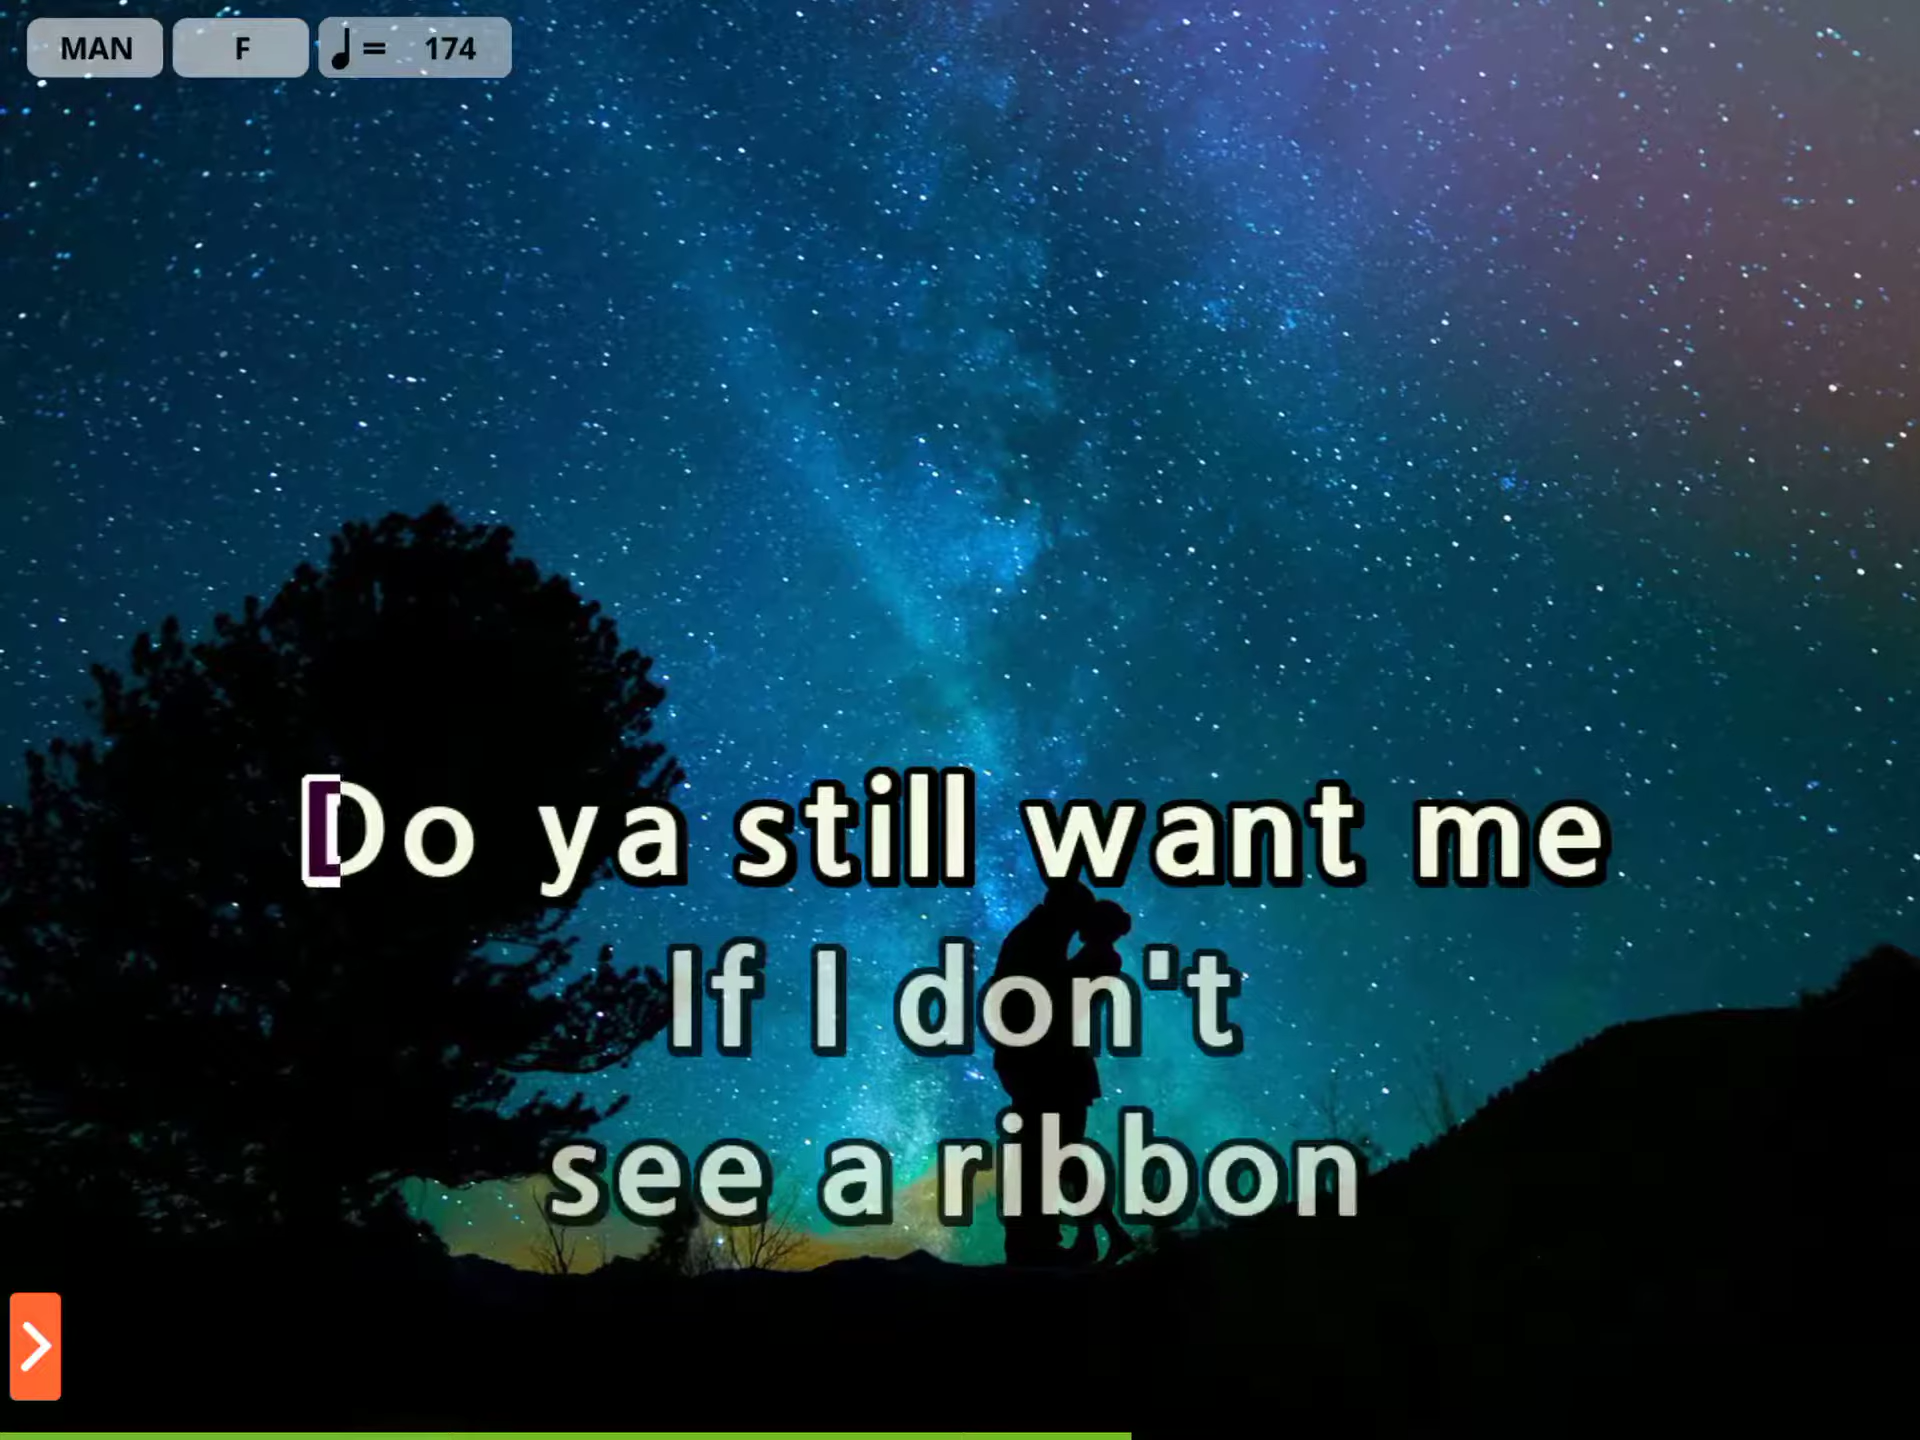 MAN F ♩= 174
Do ya still want me
If I don't
see a ribbon